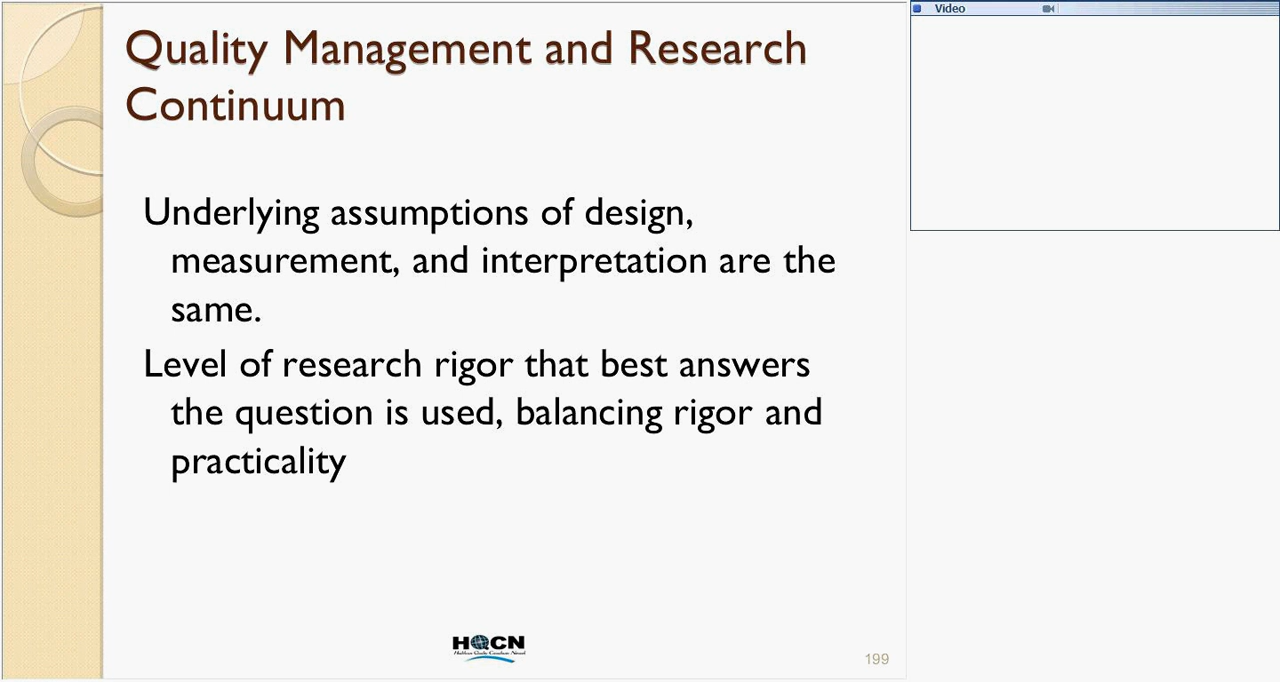 Quality Management and Research
Continuum
Underlying assumptions of design,
measurement, and interpretation are the
same.
Level of research rigor that best answers
the question is used, balancing rigor and
practicality
HQCN
199
Video